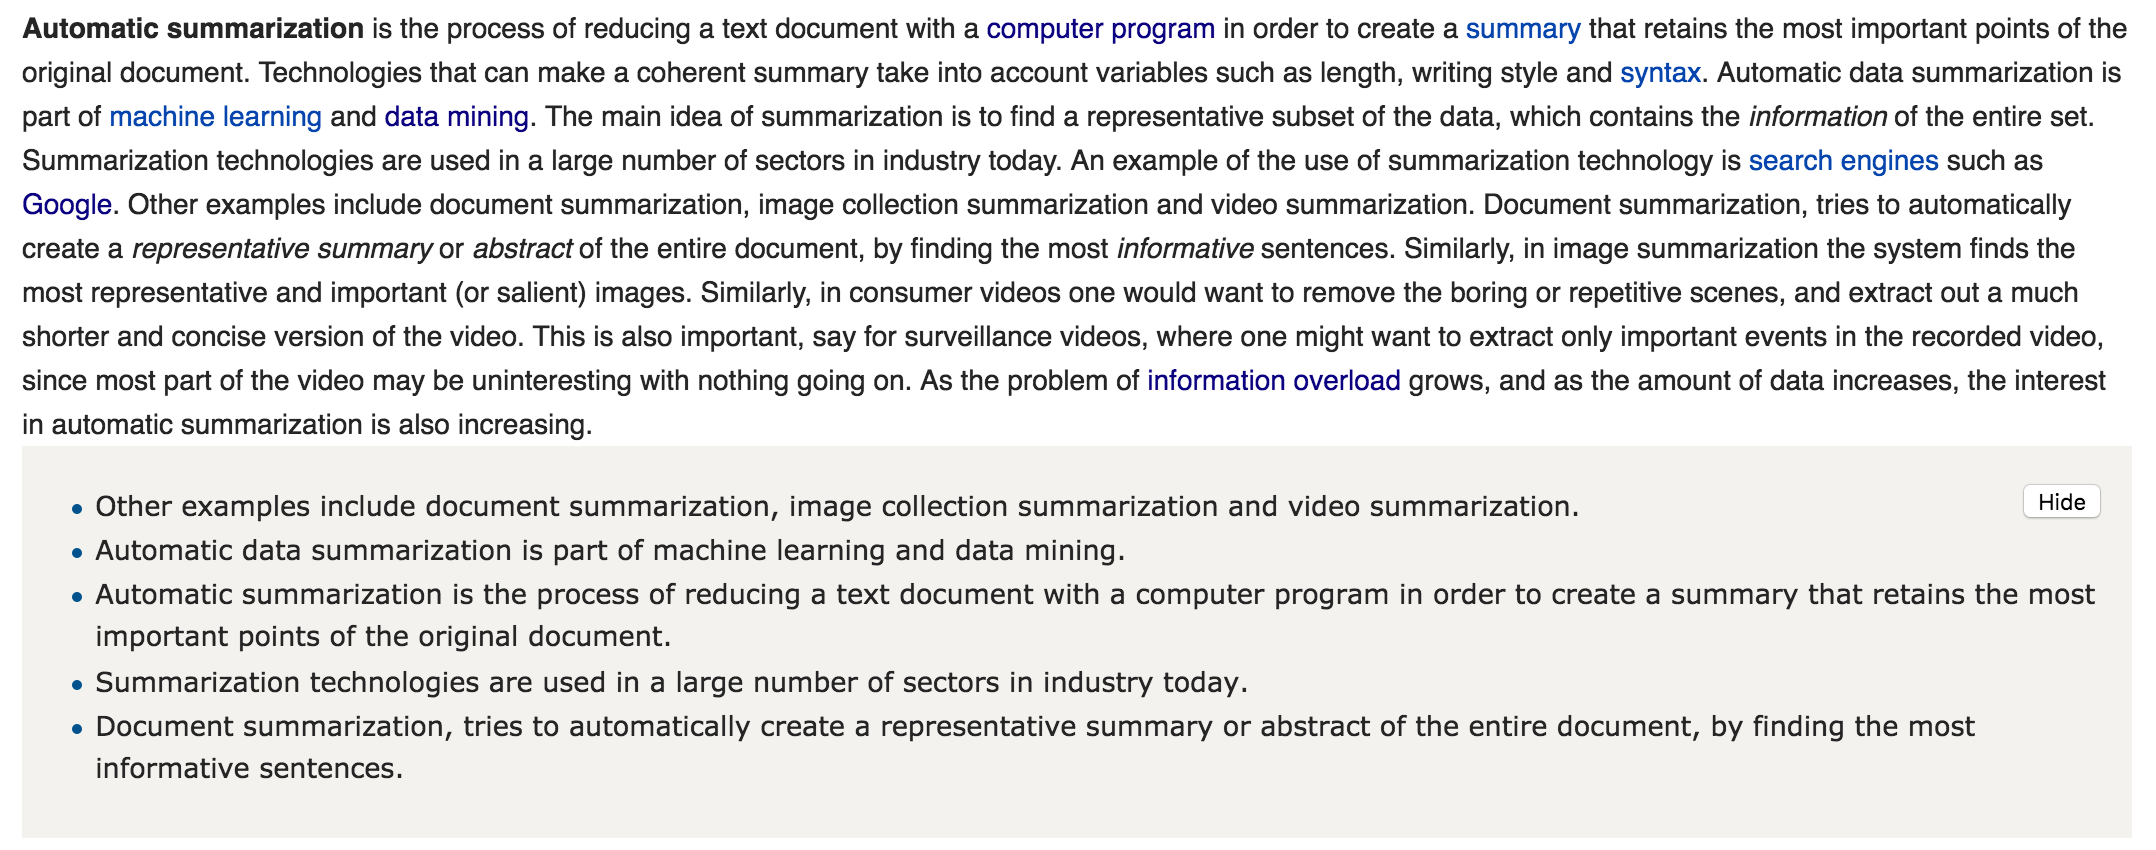 Automatic summarization is the process of reducing a text document with a computer program in order to create a summary that retains the most important points of the
original document. Technologies that can make a coherent summary take into account variables such as length, writing style and syntax. Automatic data summarization is
part of machine learning and data mining. The main idea of summarization is to find a representative subset of the data, which contains the information of the entire set.
Summarization technologies are used in a large number of sectors in industry today. An example of the use of summarization technology is search engines such as
Google. Other examples include document summarization, image collection summarization and video summarization. Document summarization, tries to automatically
create a representative summary or abstract of the entire document, by finding the most informative sentences. Similarly, in image summarization the system finds the
most representative and important (or salient) images. Similarly, in consumer videos one would want to remove the boring or repetitive scenes, and extract out a much
shorter and concise version of the video. This is also important, say for surveillance videos, where one might want to extract only important events in the recorded video,
since most part of the video may be uninteresting with nothing going on. As the problem of information overload grows, and as the amount of data increases, the interest
in automatic summarization is also increasing.
• Other examples include document summarization, image collection summarization and video summarization.
Hide
• Automatic data summarization is part of machine learning and data mining.
• Automatic summarization is the process of reducing a text document with a computer program in order to create a summary that retains the most
important points of the original document.
• Summarization technologies are used in a large number of sectors in industry today.
• Document summarization, tries to automatically create a representative summary or abstract of the entire document, by finding the most
informative sentences.